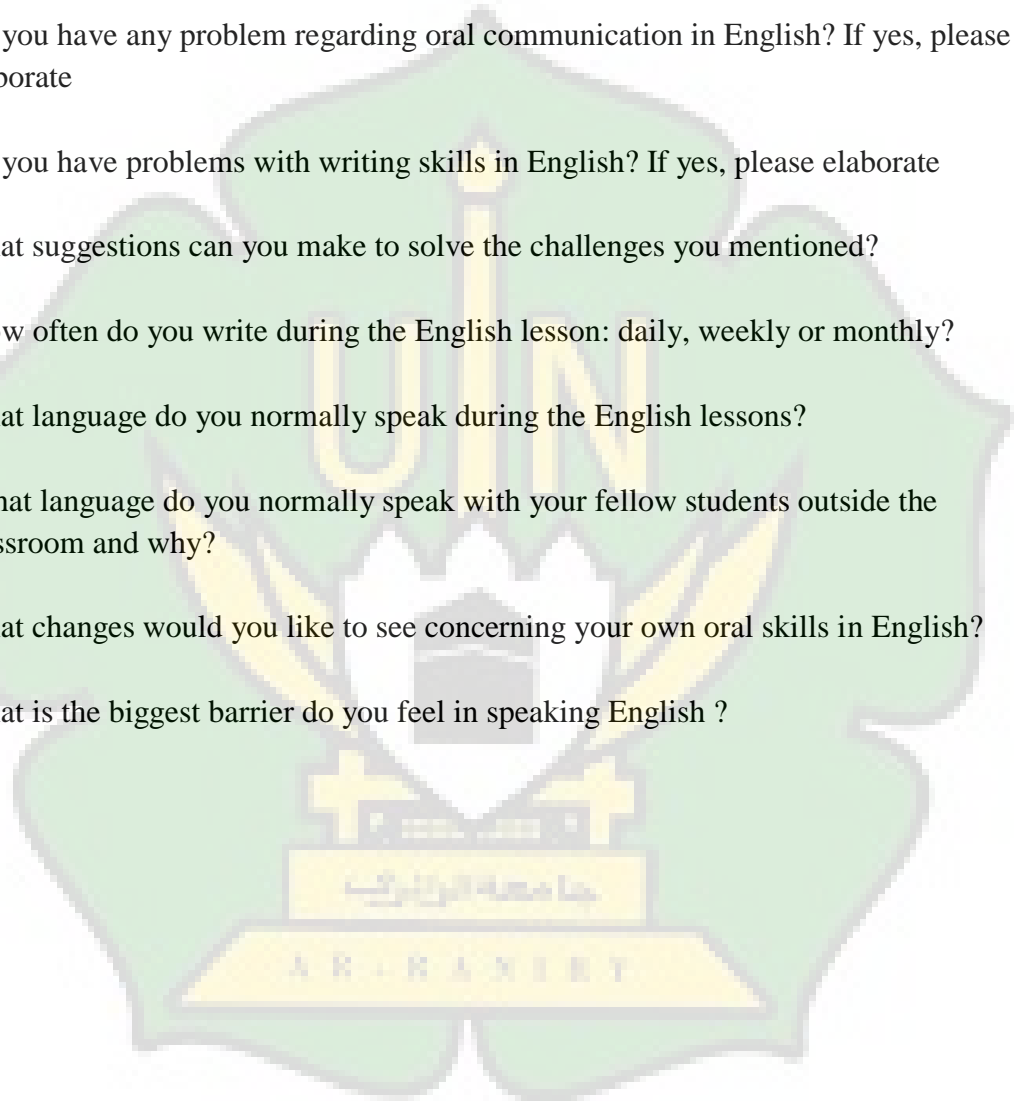 you have any problem regarding oral communication in English? If yes, please
borate
you have problems with writing skills in English? If yes, please elaborate
at suggestions can you make to solve the challenges you mentioned?
w often do you write during the English lesson: daily, weekly or monthly?
at language do you normally speak during the English lessons?
hat language do you normally speak with your fellow students outside the
ssroom and why?
at changes would you like to see concerning your own oral skills in English?
at is the biggest barrier do you feel in speaking English ?
UIN
جامعة الرانري
AR-RANIRY